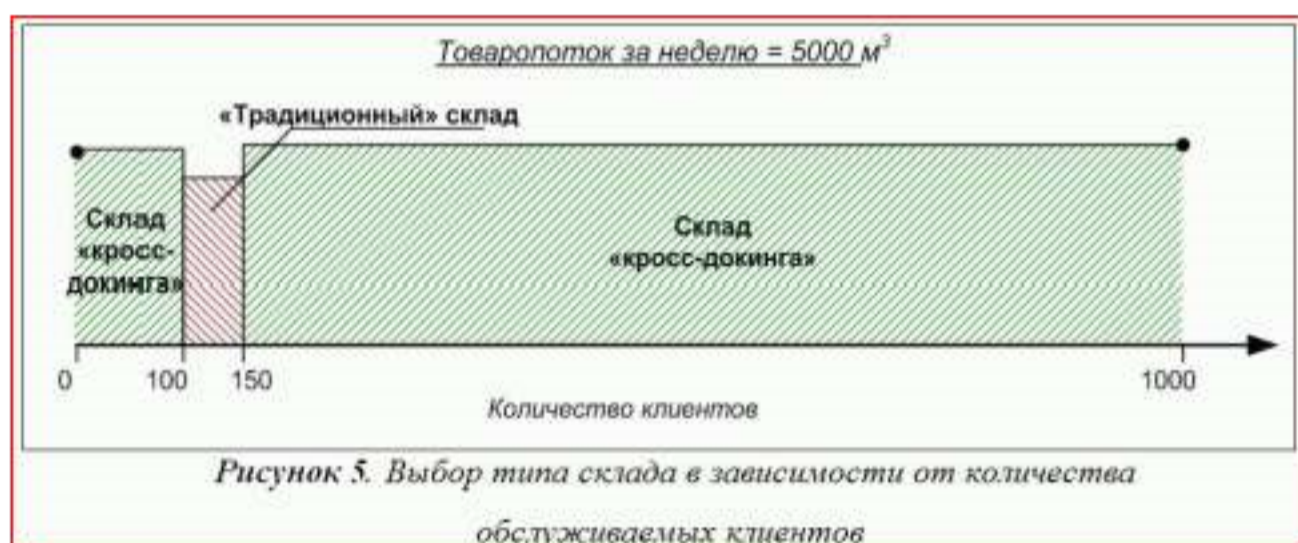 Товаропоток за неделю = 5000 м³
«Традиционный» склад
Склад
«кросс-
докинга»
Склад
«кросс-докинга»
0
100
150
1000
Количество клиентов
Рисунок 5. Выбор типа склада в зависимости от количества
обслуживаемых клиентов